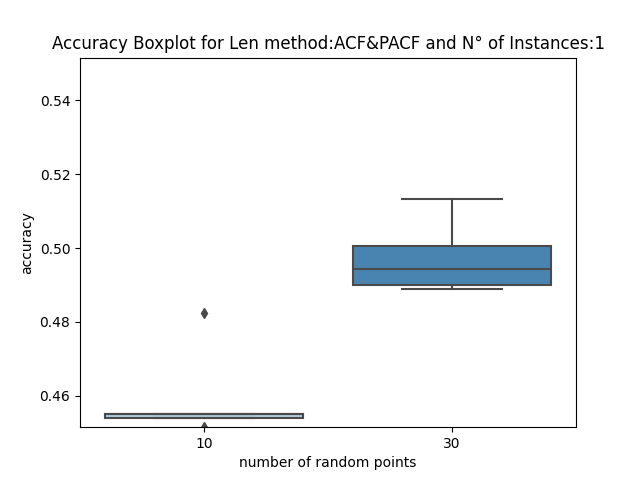 Accuracy Boxplot for Len method:ACF&PACF and N° of Instances:1
0.54
0.52
0.50
0.48
0.46
accuracy
10
30
number of random points